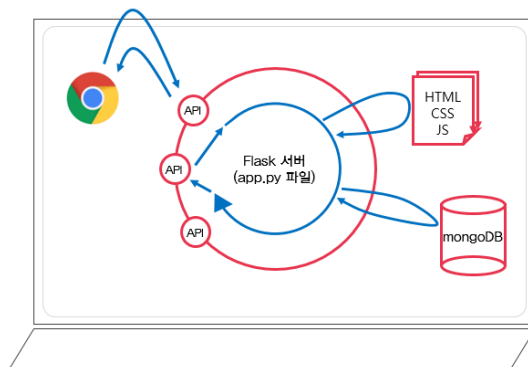 API
HTML
CSS
JS
Flask 서버
(app.py 파일)
API
API
mongoDB